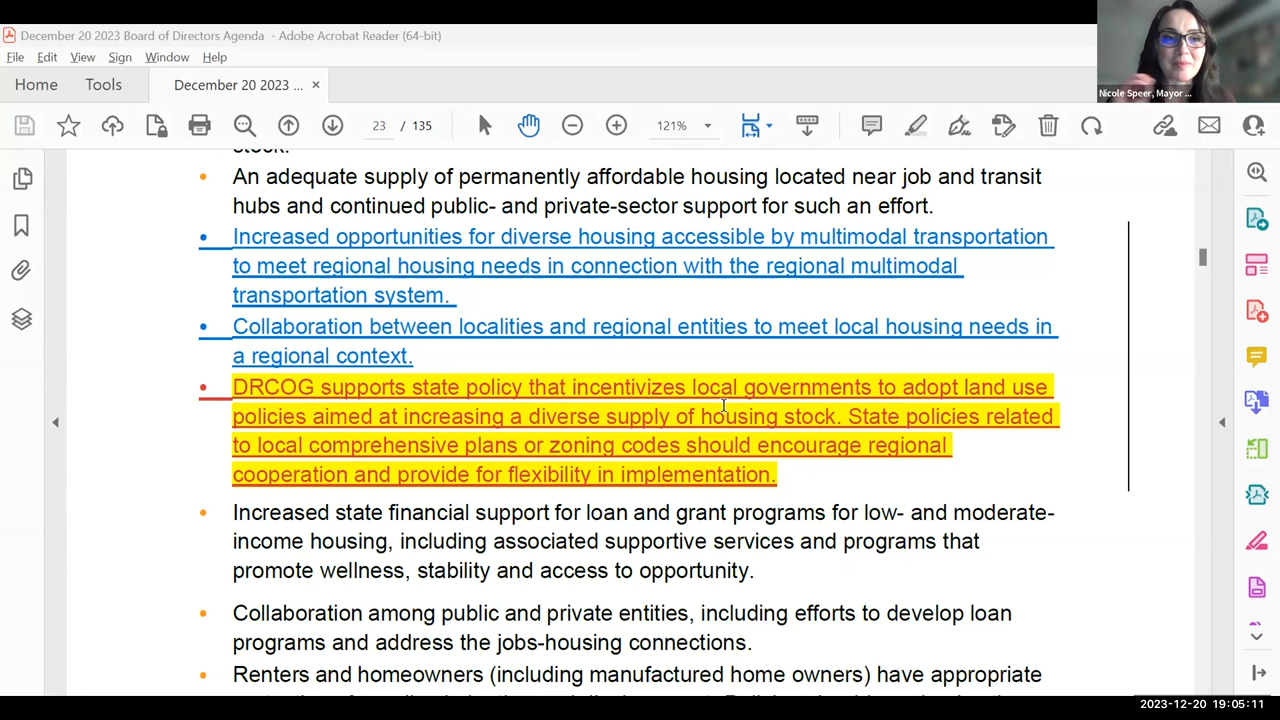 December 20 2023 Board of Directors Agenda - Adobe Acrobat Reader (64-bit)
File Edit View Sign Window Help
Home Tools December 20 2023 ... ×
23 / 135 121%
Nicole Speer, Mayor ...
stock.
• An adequate supply of permanently affordable housing located near job and transit
hubs and continued public- and private-sector support for such an effort.
• Increased opportunities for diverse housing accessible by multimodal transportation
to meet regional housing needs in connection with the regional multimodal
transportation system.
• Collaboration between localities and regional entities to meet local housing needs in
a regional context.
• DRCOG supports state policy that incentivizes local governments to adopt land use
policies aimed at increasing a diverse supply of housing stock. State policies related
to local comprehensive plans or zoning codes should encourage regional
cooperation and provide for flexibility in implementation.
• Increased state financial support for loan and grant programs for low- and moderate-
income housing, including associated supportive services and programs that
promote wellness, stability and access to opportunity.
• Collaboration among public and private entities, including efforts to develop loan
programs and address the jobs-housing connections.
• Renters and homeowners (including manufactured home owners) have appropriate
2023-12-20 19:05:11